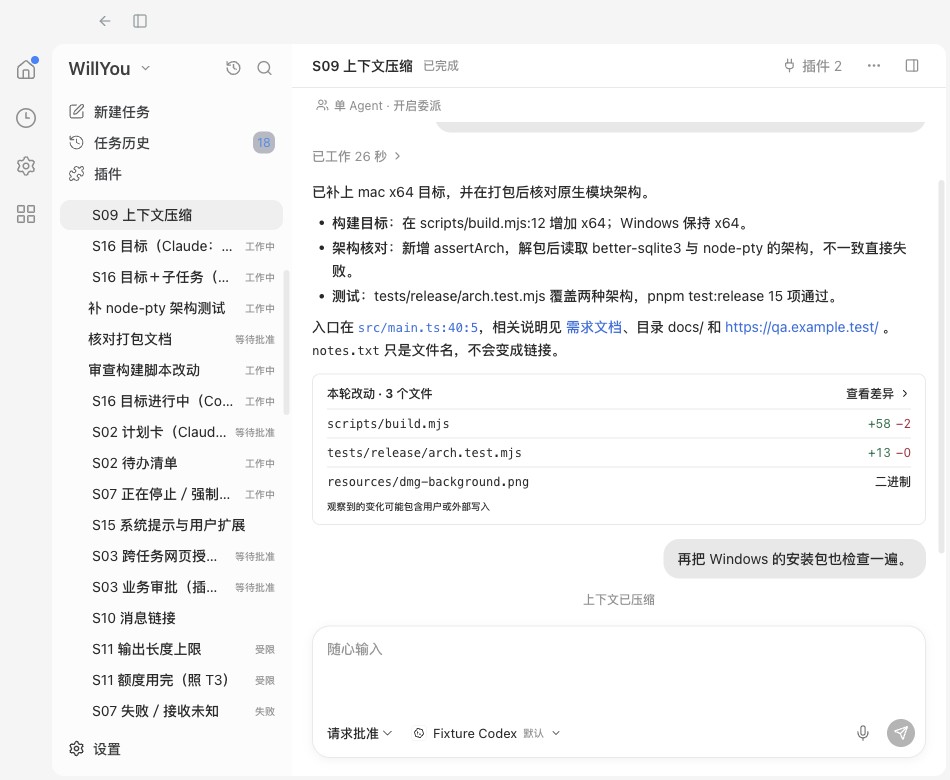 WillYou
新建任务
任务历史 18
插件
S09 上下文压缩
S16 目标（Claude：... 工作中
S16 目标＋子任务（... 工作中
补 node-pty 架构测试 工作中
核对打包文档 等待批准
审查构建脚本改动 工作中
S16 目标进行中（Co... 工作中
S02 计划卡（Claud... 等待批准
S02 待办清单 工作中
S07 正在停止 / 强制... 工作中
S15 系统提示与用户扩展
S03 跨任务网页授... 等待批准
S03 业务审批（插... 等待批准
S10 消息链接
S11 输出长度上限 受限
S11 额度用完（照 T3） 受限
S07 失败 / 接收未知 失败
设置
S09 上下文压缩 已完成 插件 2
单 Agent · 开启委派
已工作 26 秒
已补上 mac x64 目标，并在打包后核对原生模块架构。
• 构建目标：在 scripts/build.mjs:12 增加 x64；Windows 保持 x64。
• 架构核对：新增 assertArch，解包后读取 better-sqlite3 与 node-pty 的架构，不一致直接失
败。
• 测试：tests/release/arch.test.mjs 覆盖两种架构，pnpm test:release 15 项通过。
入口在 src/main.ts:40:5，相关说明见 需求文档、目录 docs/ 和 https://qa.example.test/ 。
notes.txt 只是文件名，不会变成链接。
本轮改动 · 3 个文件 查看差异
scripts/build.mjs +58 −2
tests/release/arch.test.mjs +13 −0
resources/dmg-background.png 二进制
观察到的变化可能包含用户或外部写入
再把 Windows 的安装包也检查一遍。
上下文已压缩
随心输入
请求批准 Fixture Codex 默认